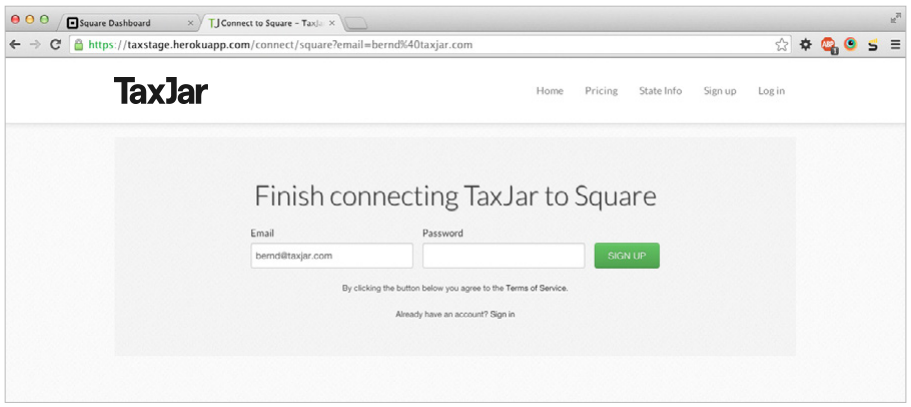 Square Dashboard
TJ Connect to Square – TaxJa
https://taxstage.herokuapp.com/connect/square?email=bernd%40taxjar.com
ABP
1
TaxJar
Home Pricing State Info Sign up Log in
Finish connecting TaxJar to Square
Email Password
bernd@taxjar.com
SIGN UP
By clicking the button below you agree to the Terms of Service.
Already have an account? Sign in